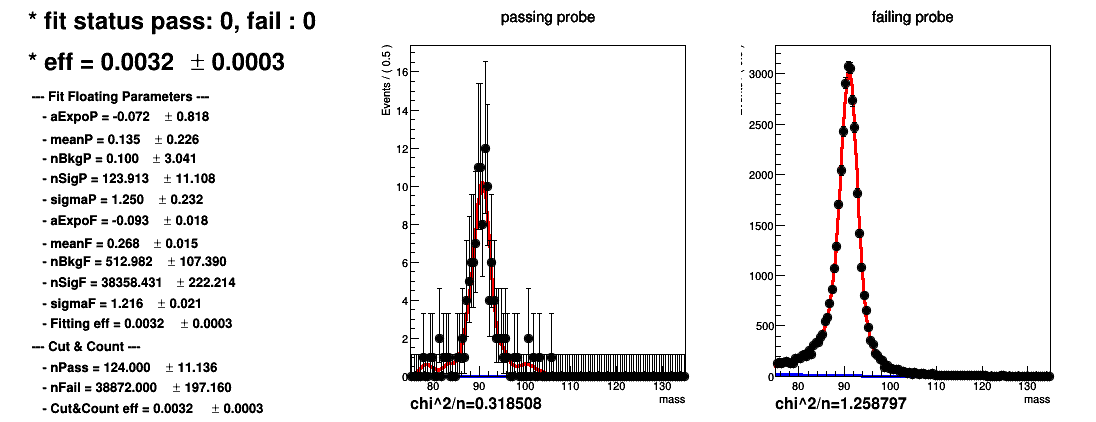 * fit status pass: 0, fail : 0
* eff = 0.0032 ± 0.0003
--- Fit Floating Parameters ---
- aExpoP = -0.072 ± 0.818
- meanP = 0.135 ± 0.226
- nBkgP = 0.100 ± 3.041
- nSigP = 123.913 ± 11.108
- sigmaP = 1.250 ± 0.232
- aExpoF = -0.093 ± 0.018
- meanF = 0.268 ± 0.015
- nBkgF = 512.982 ± 107.390
- nSigF = 38358.431 ± 222.214
- sigmaF = 1.216 ± 0.021
- Fitting eff = 0.0032 ± 0.0003
--- Cut & Count ---
- nPass = 124.000 ± 11.136
- nFail = 38872.000 ± 197.160
- Cut&Count eff = 0.0032 ± 0.0003
passing probe
Events / ( 0.5 )
16
14
12
10
8
6
4
2
0
80 90 100 110 120 130
mass
chi^2/n=0.318508
failing probe
3000
2500
2000
1500
1000
500
0
80 90 100 110 120 130
mass
chi^2/n=1.258797